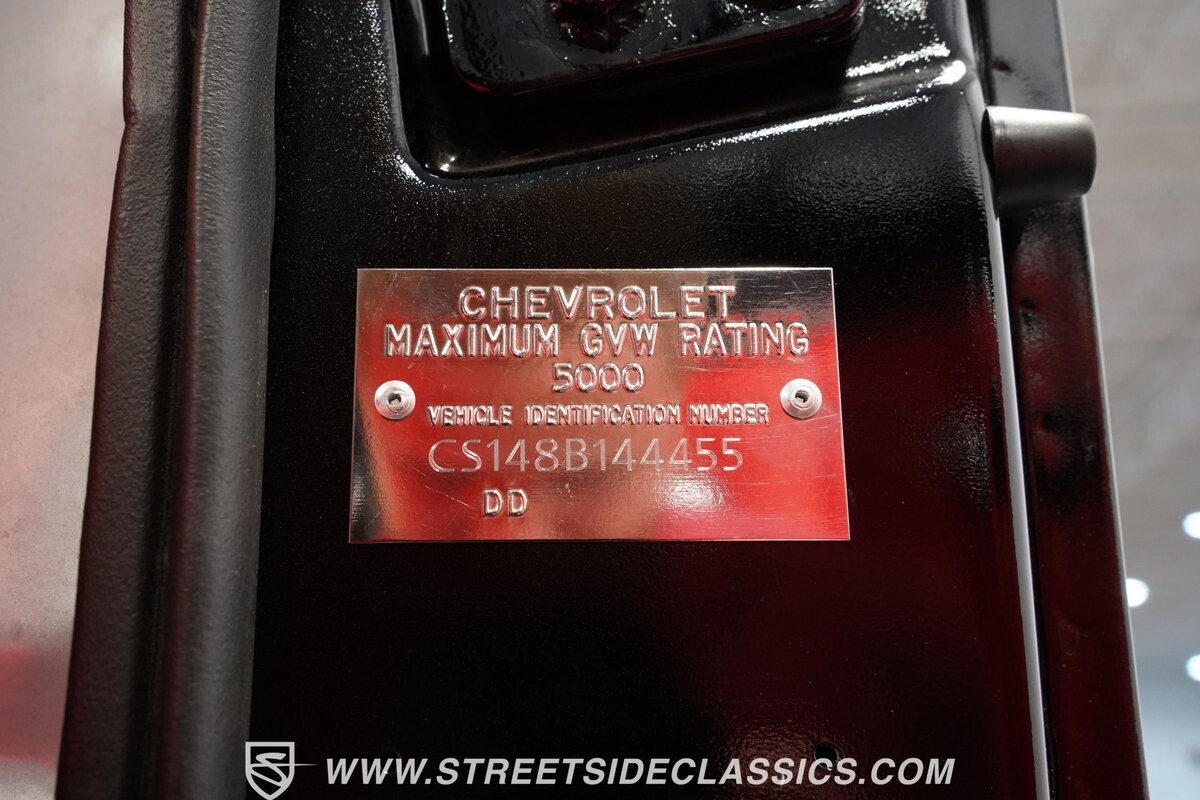 CHEVROLET
MAXIMUM GVW RATING
5000
VEHICLE IDENTIFICATION NUMBER
CS148B144455
DD
WWW.STREETSIDECLASSICS.COM